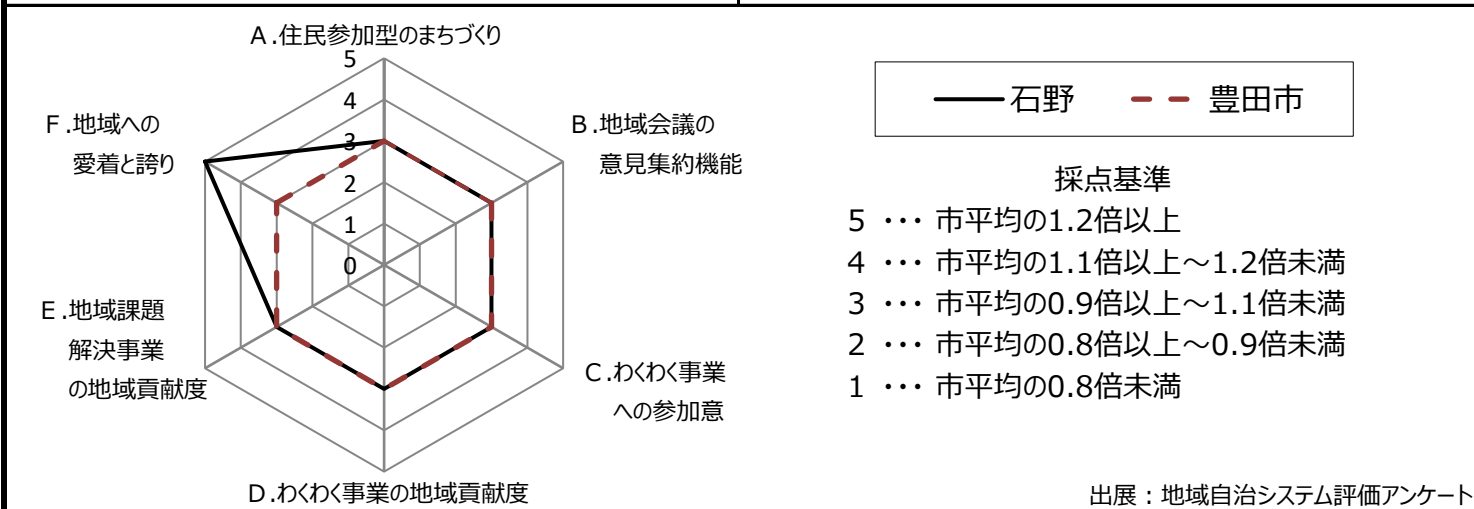 A.住民参加型のまちづくり
5
4
3
2
1
0
B.地域会議の
意見集約機能
C.わくわく事業
への参加意
D.わくわく事業の地域貢献度
E.地域課題
解決事業
の地域貢献度
F.地域への
愛着と誇り
石野 豊田市
採点基準
5 ・・・ 市平均の1.2倍以上
4 ・・・ 市平均の1.1倍以上~1.2倍未満
3 ・・・ 市平均の0.9倍以上~1.1倍未満
2 ・・・ 市平均の0.8倍以上~0.9倍未満
1 ・・・ 市平均の0.8倍未満
出展:地域自治システム評価アンケート